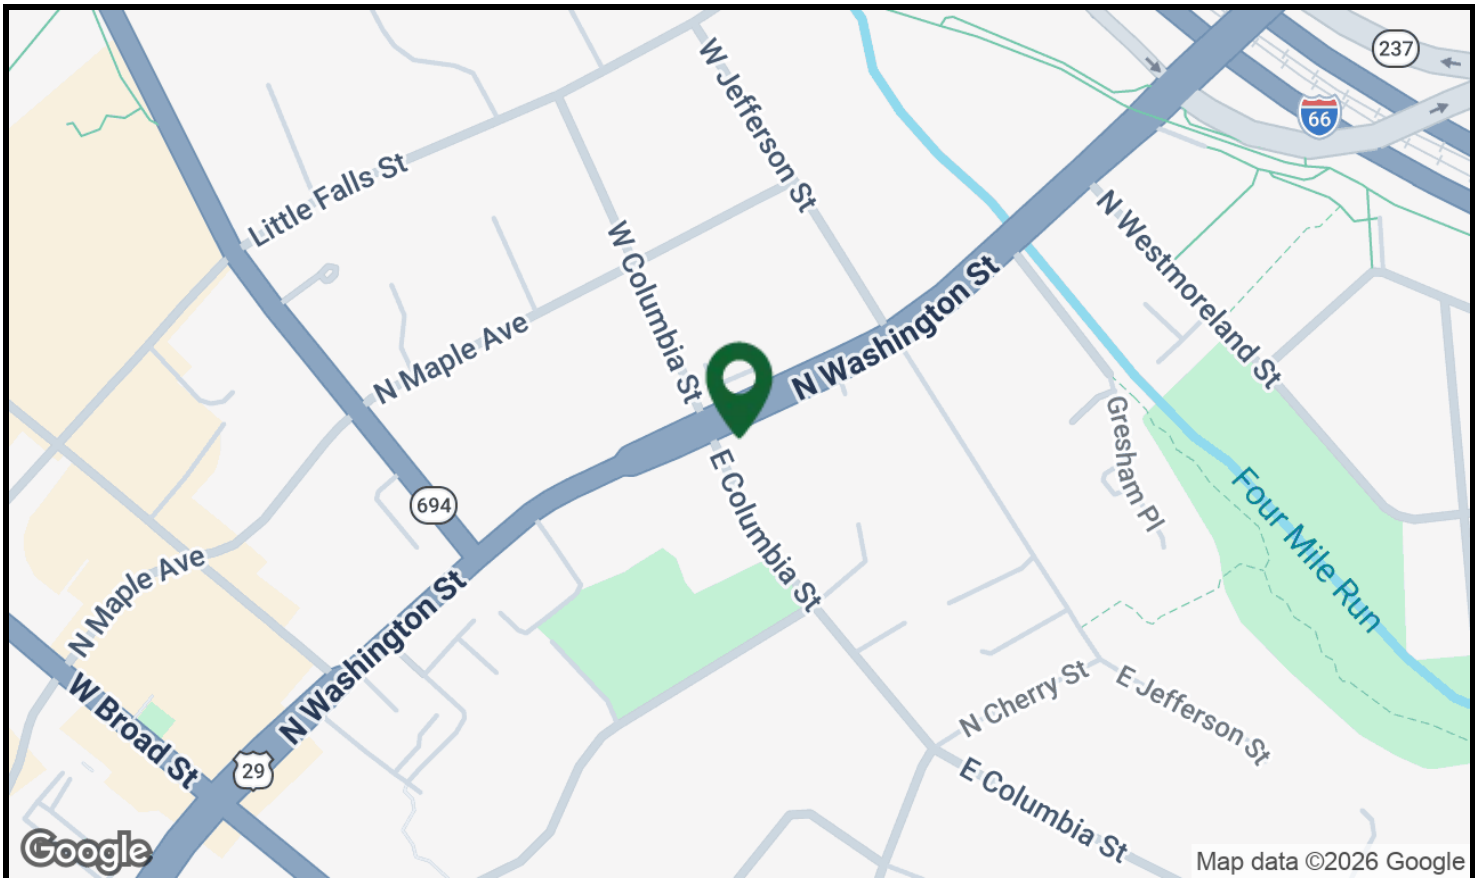 237
66
W Jefferson St
Little Falls St
N Westmoreland St
W Columbia St
N Washington St
N Maple Ave
Gresham Pl
E Columbia St
694
Four Mile Run
N Maple Ave
N Washington St
N Cherry St
E Jefferson St
W Broad St
29
E Columbia St
Google
Map data ©2026 Google